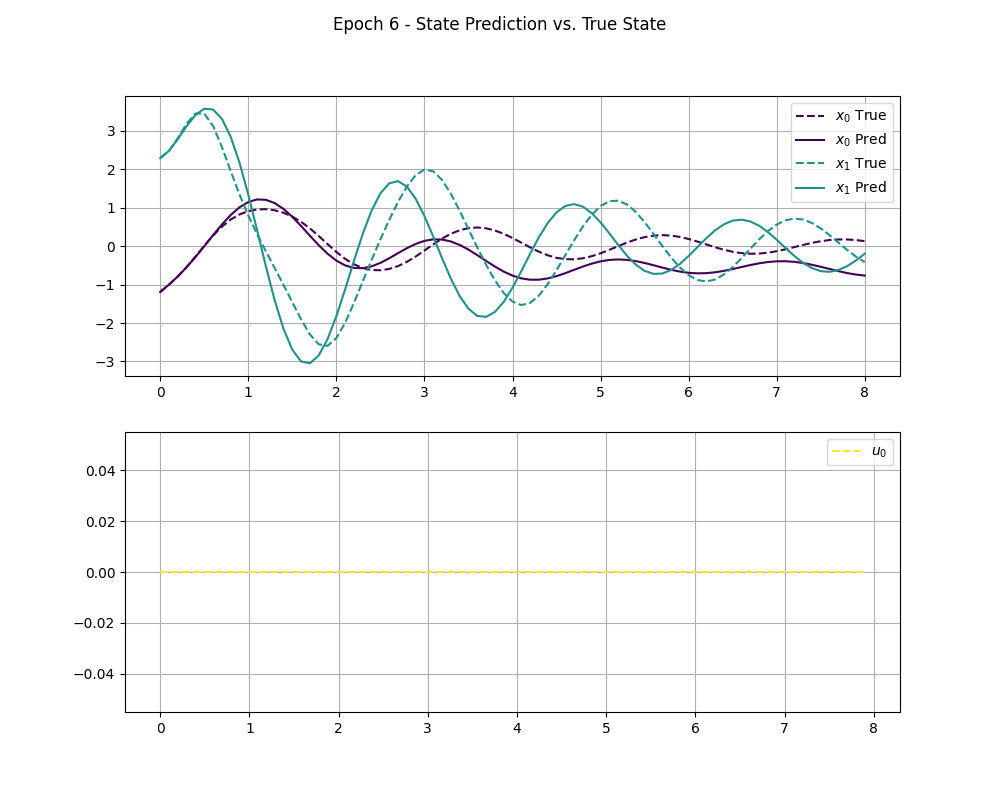 Epoch 6 - State Prediction vs. True State
3
2
1
0
−1
−2
−3
x₀ True
x₀ Pred
x₁ True
x₁ Pred
0 1 2 3 4 5 6 7 8
0.04
0.02
0.00
−0.02
−0.04
u₀
0 1 2 3 4 5 6 7 8